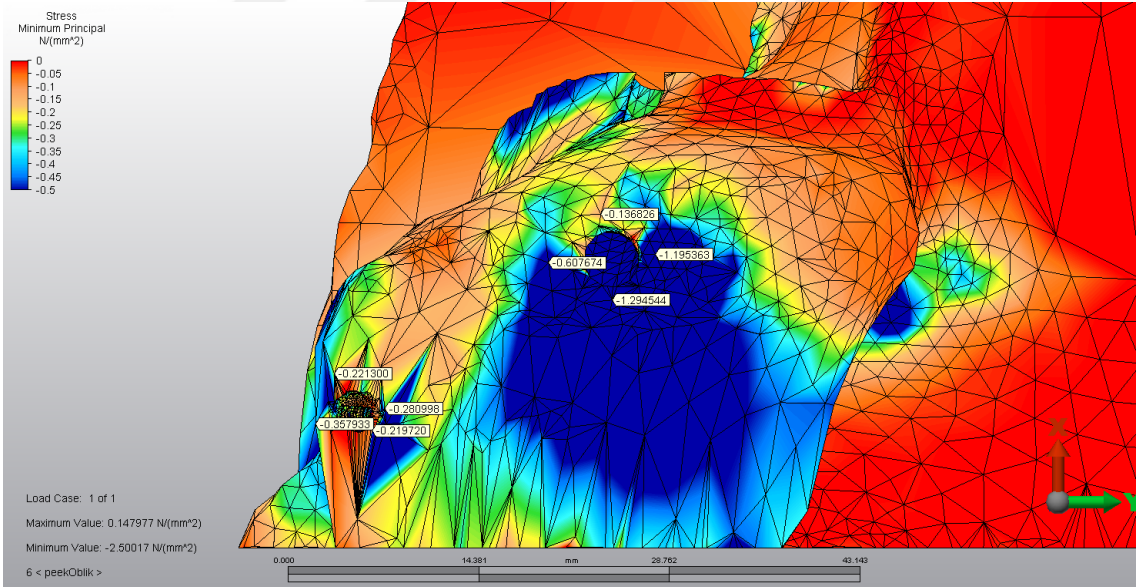 Stress
Minimum Principal
N/(mm^2)
0
-0.05
-0.1
-0.15
-0.2
-0.25
-0.3
-0.35
-0.4
-0.45
-0.5
-0.136826
-0.607674
-1.195363
-1.294544
-0.221300
-0.280998
-0.357933
-0.219720
X
Y
Load Case: 1 of 1
Maximum Value: 0.147977 N/(mm^2)
Minimum Value: -2.50017 N/(mm^2)
6 < peekOblik >
0.000 14.381 mm 28.762 43.143